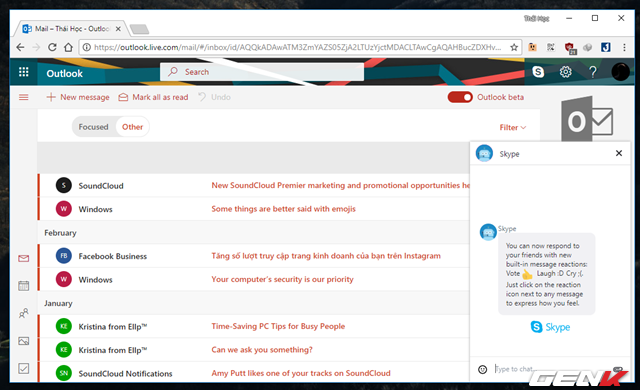 Thái Học
Mail – Thái Học - Outloo
https://outlook.live.com/mail/#/inbox/id/AQQkADAwATM3ZmYAZS05ZjA2LTUzYjctMDACLTAwCgAQAHBucZDXHv...
21
Outlook
Search
New message
Mark all as read
Undo
Outlook beta
Focused
Other
Filter
Skype
S
SoundCloud
New SoundCloud Premier marketing and promotional opportunities he
W
Windows
Some things are better said with emojis
February
FB
Facebook Business
Tăng số lượt truy cập trang kinh doanh của bạn trên Instagram
W
Windows
Your computer's security is our priority
January
KE
Kristina from Ellp™
Time-Saving PC Tips for Busy People
KE
Kristina from Ellp™
Can we ask you something?
SN
SoundCloud Notifications
Amy Putt likes one of your tracks on SoundCloud
Skype
You can now respond to
your friends with new
built-in message reactions:
Vote 👍 Laugh :D Cry ;(.
Just click on the reaction
icon next to any message
to express how you feel.
Skype
Type to chat
GENK